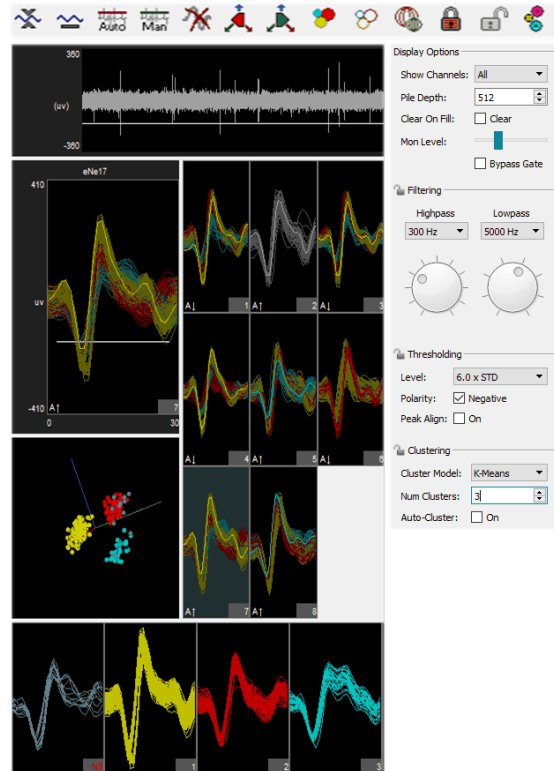 Auto Man
360
(uv)
-360
eNe17
410
uv
-410
A↑ 7
0 30
A↓ 1
A↑ 2
A↓ 3
A↓ 4
A↑ 5
A↓ 6
A↑ 7
A↑ 8
NS
1
2
3
Display Options
Show Channels: All
Pile Depth: 512
Clear On Fill: Clear
Mon Level:
Bypass Gate
Filtering
Highpass Lowpass
300 Hz 5000 Hz
Thresholding
Level: 6.0 x STD
Polarity: Negative
Peak Align: On
Clustering
Cluster Model: K-Means
Num Clusters: 3
Auto-Cluster: On